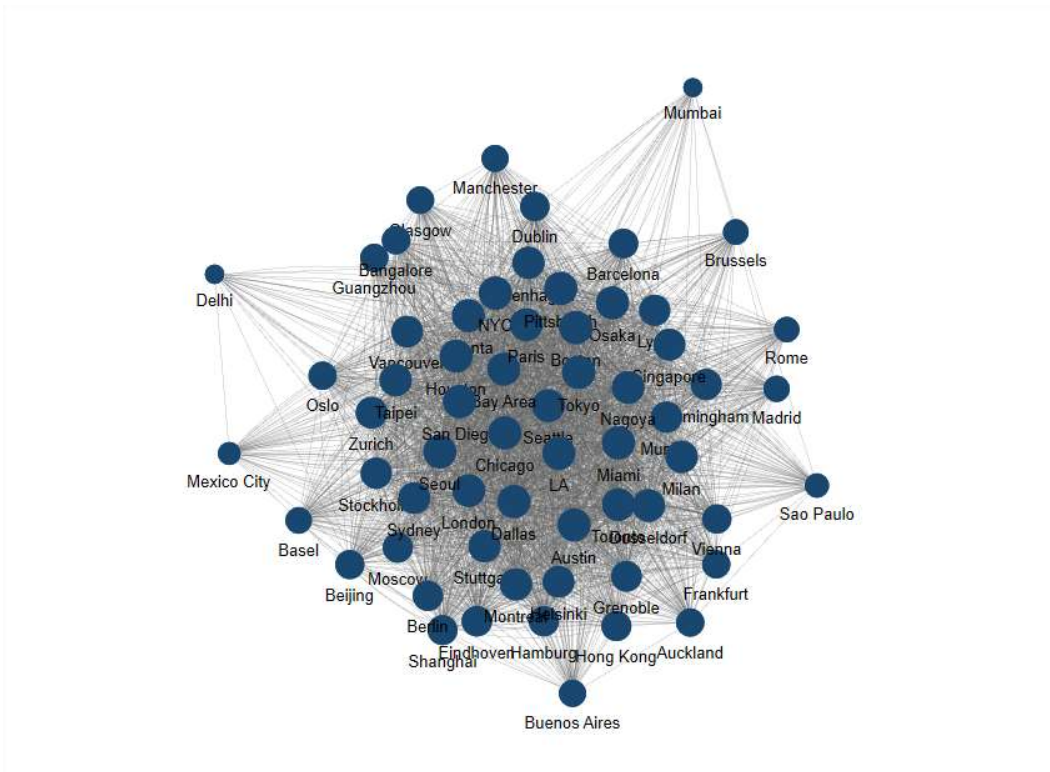 Mumbai
Manchester
Glasgow
Dublin
Bangalore
Barcelona
Brussels
Guangzhou
Delhi
NYC
Pittsburgh
Osaka
Vancouver
Paris
Boston
Rome
Houston
Bay Area
Tokyo
Singapore
Oslo
Taipei
Nagoya
Madrid
Zurich
San Diego
Seattle
Chicago
Miami
Mexico City
Seoul
LA
Milan
Stockholm
Sao Paulo
Sydney
London
Dallas
Toronto
Dusseldorf
Basel
Austin
Vienna
Moscow
Stuttgart
Beijing
Frankfurt
Montreal
Helsinki
Grenoble
Berlin
Shanghai
Eindhoven
Hamburg
Hong Kong
Auckland
Buenos Aires